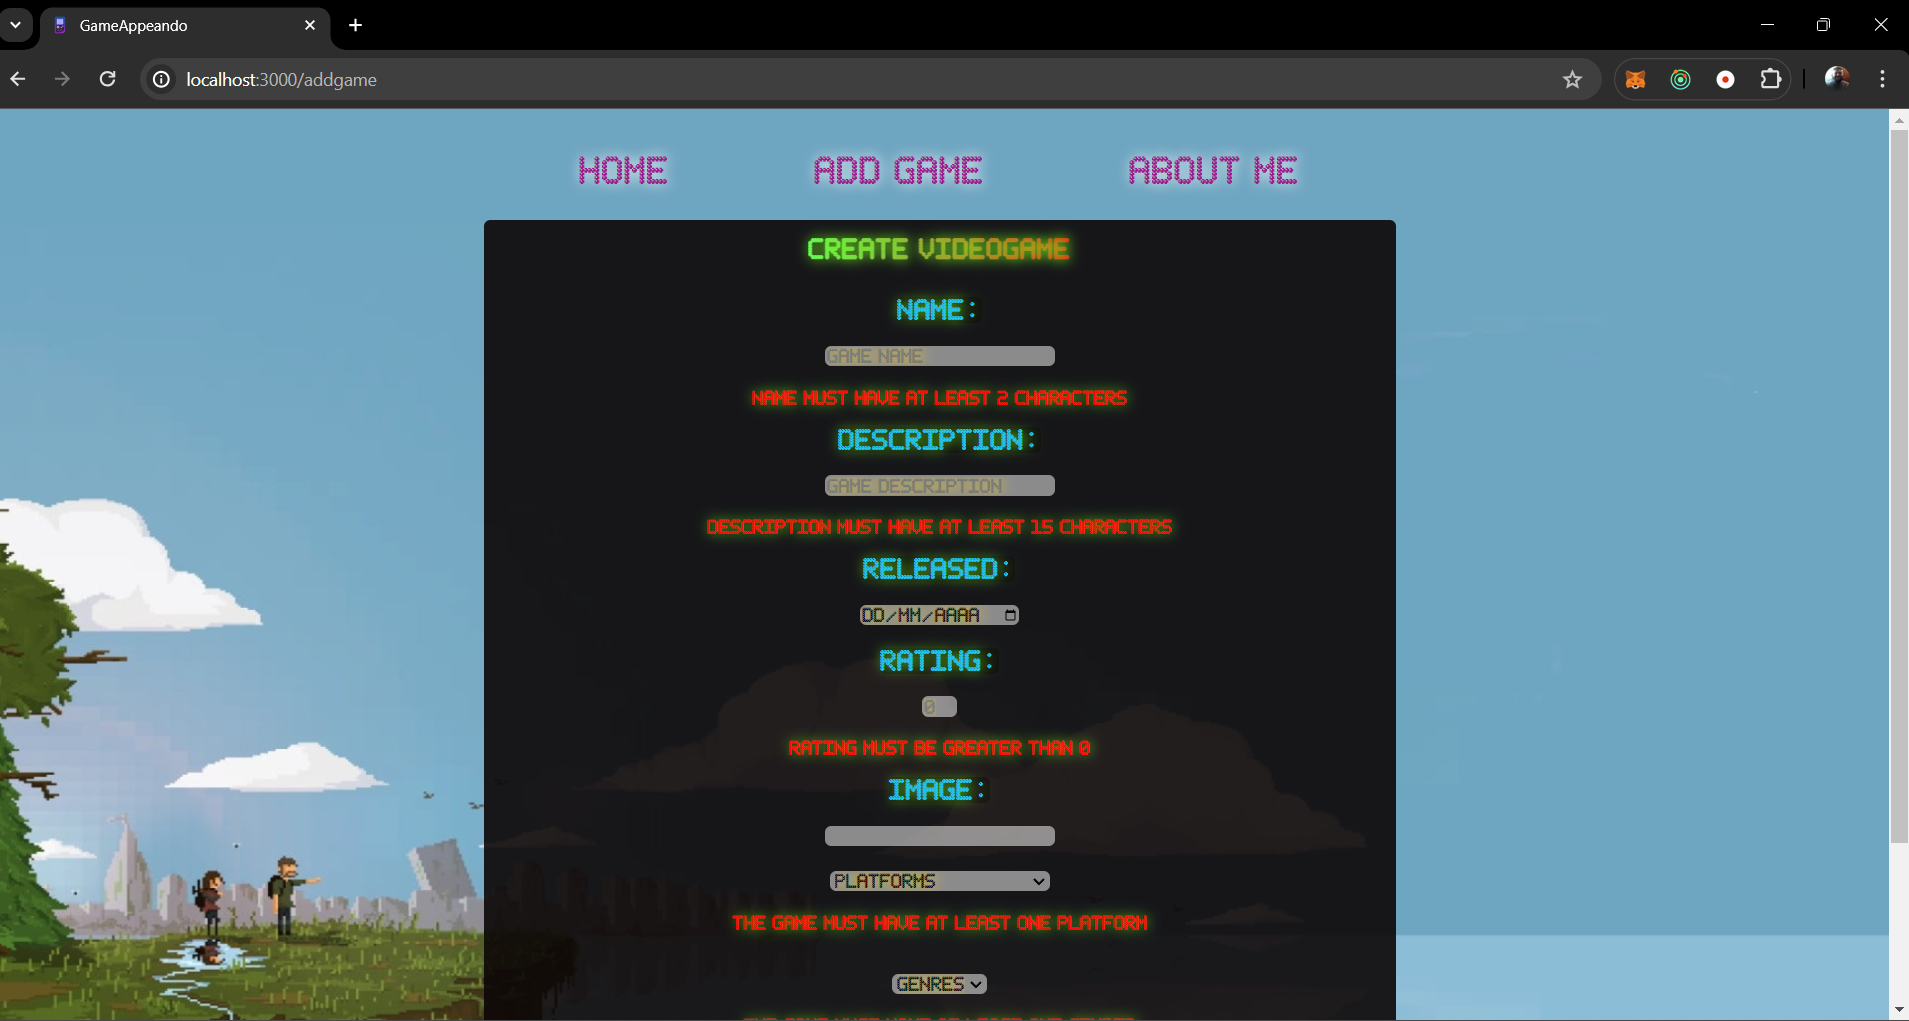 GameAppeando
localhost:3000/addgame
HOME ADD GAME ABOUT ME
CREATE VIDEOGAME
NAME:
GAME NAME
NAME MUST HAVE AT LEAST 2 CHARACTERS
DESCRIPTION:
GAME DESCRIPTION
DESCRIPTION MUST HAVE AT LEAST 15 CHARACTERS
RELEASED:
DD/MM/AAAA
RATING:
0
RATING MUST BE GREATER THAN 0
IMAGE:
PLATFORMS
THE GAME MUST HAVE AT LEAST ONE PLATFORM
GENRES